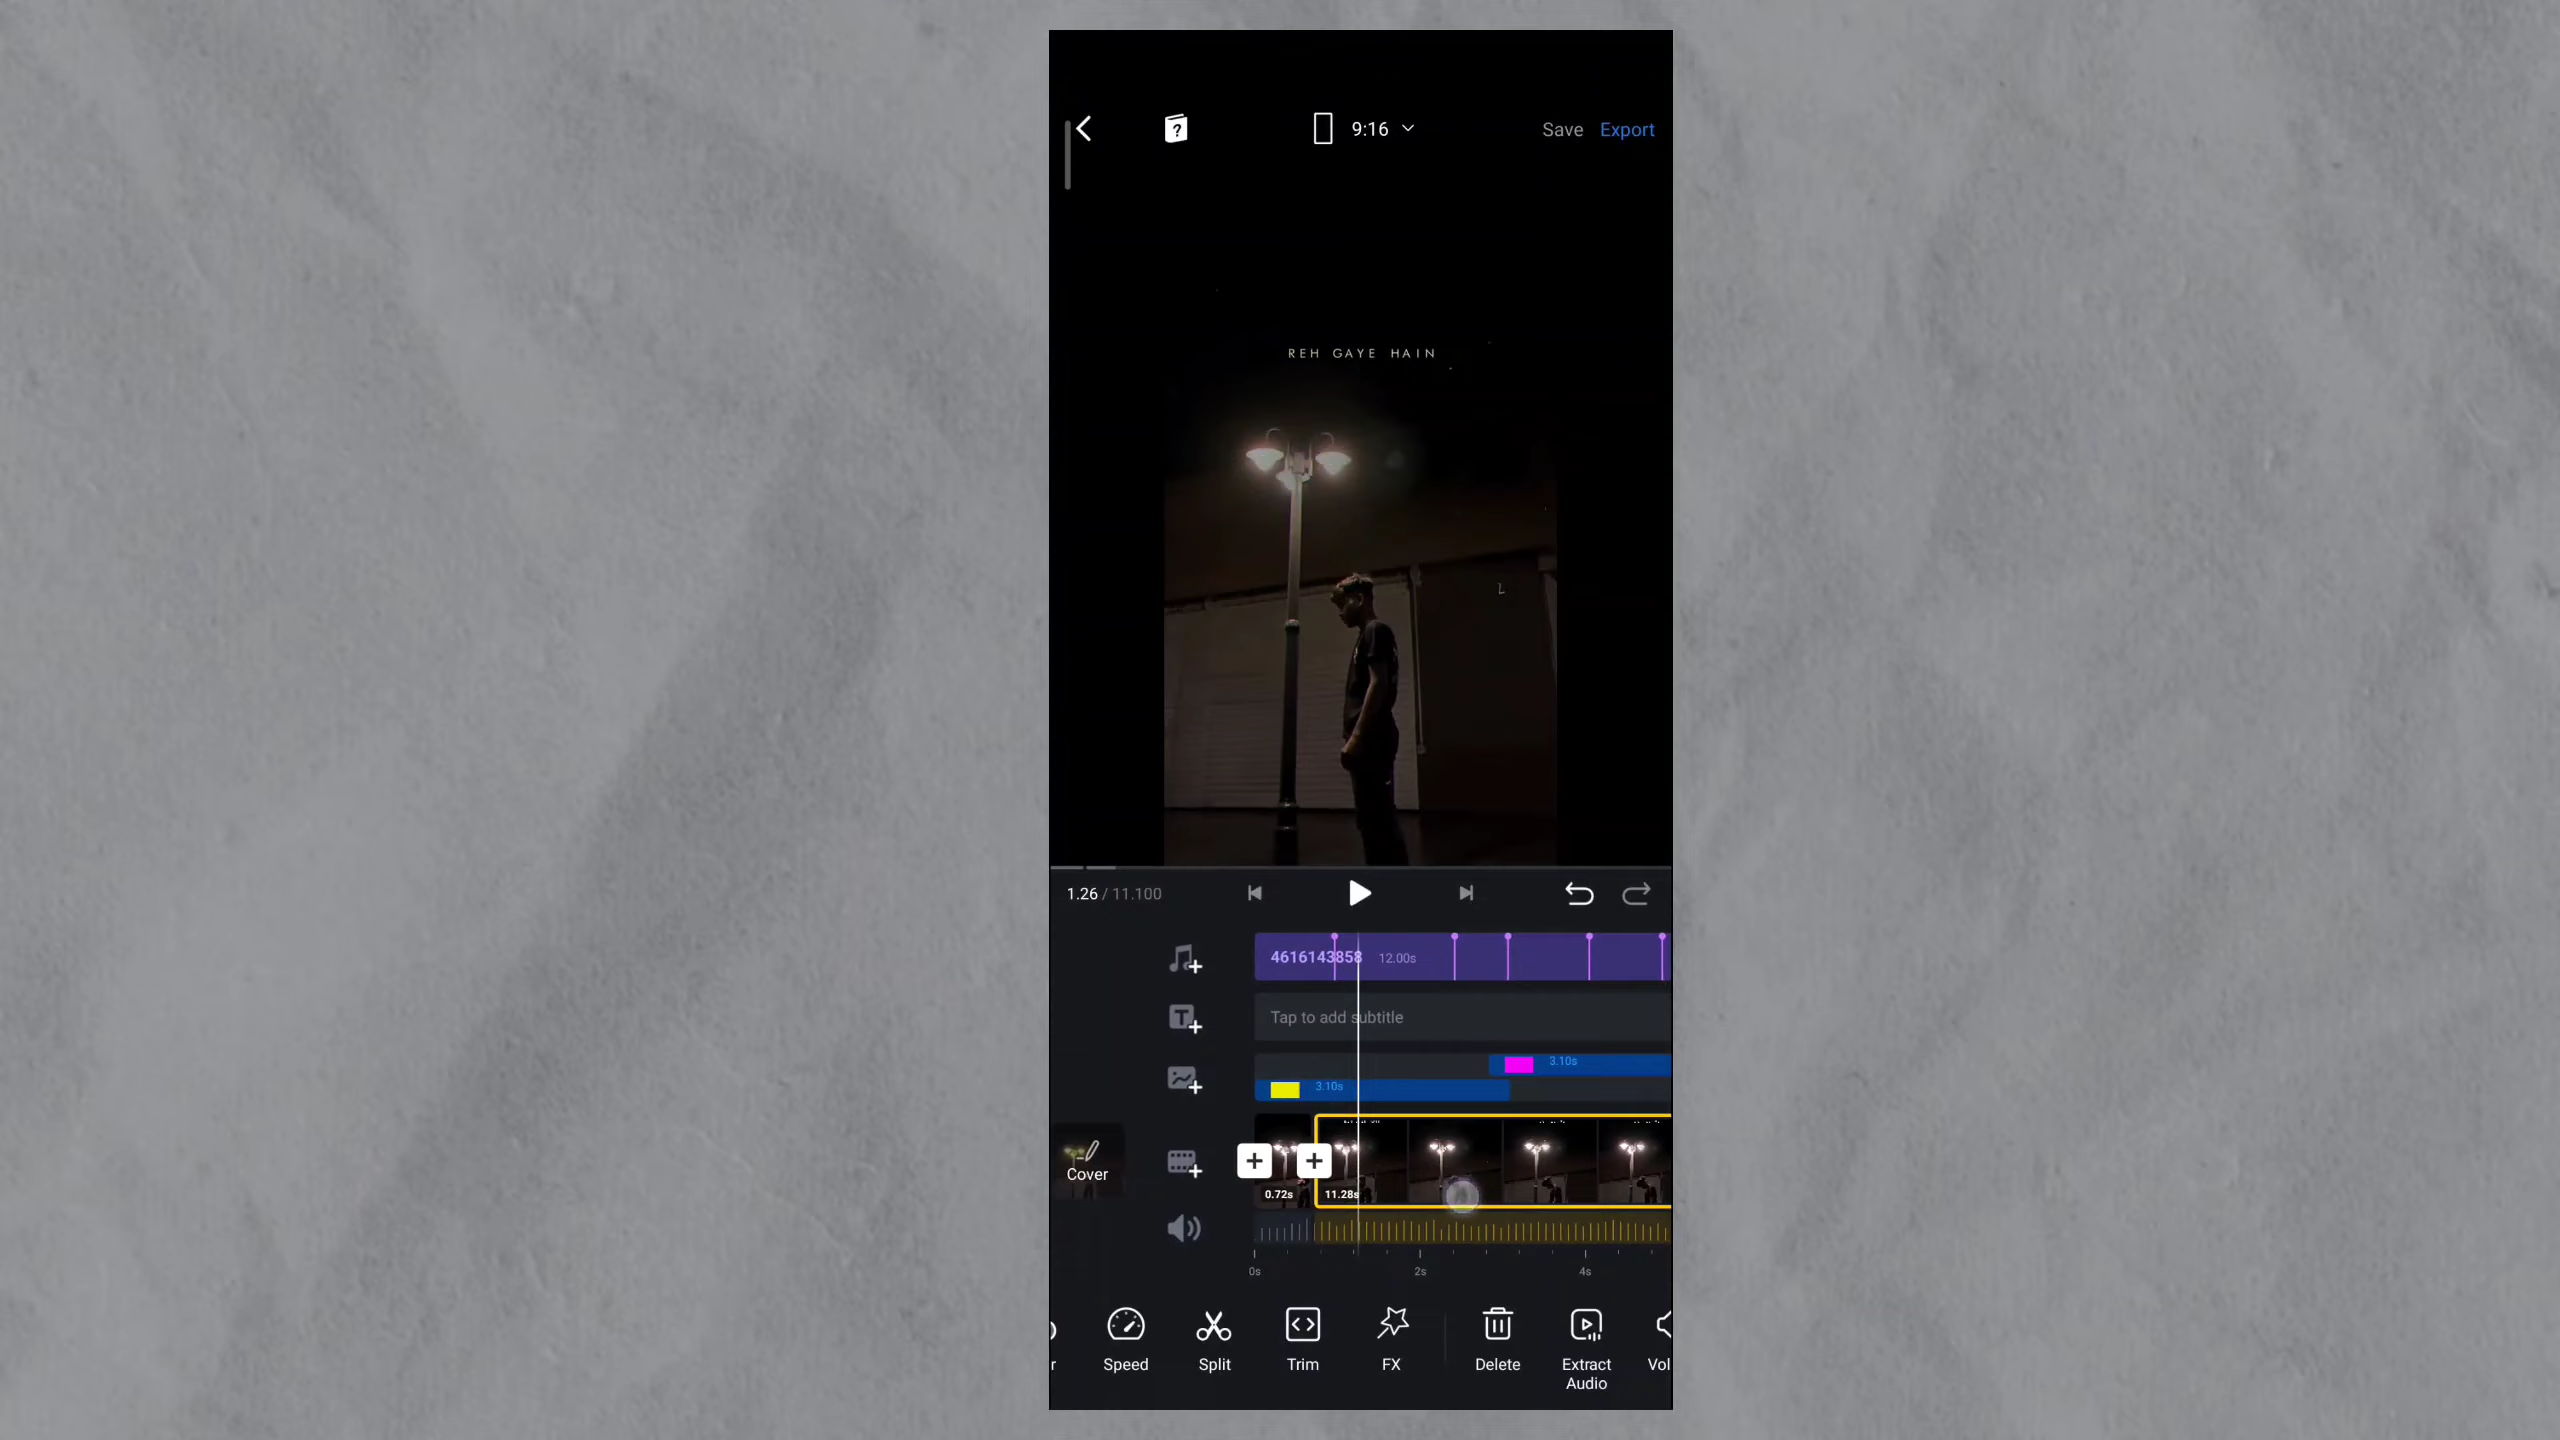 9:16
Save
Export
REH GAYE HAIN
1.26 / 11.100
4616143858
12.00s
Tap to add subtitle
3.10s
3.10s
Cover
0.72s
11.28s
0s
2s
4s
r
Speed
Split
Trim
FX
Delete
Extract
Audio
Vol